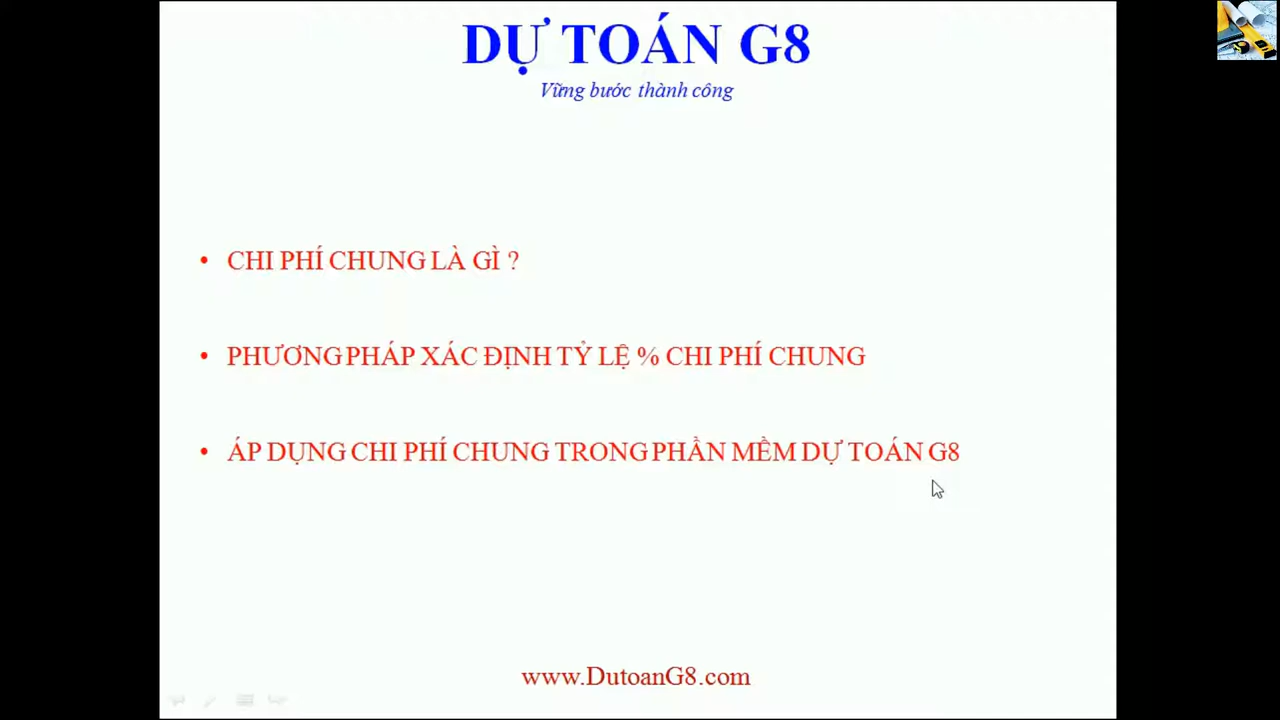 DỰ TOÁN G8
Vững bước thành công
• CHI PHÍ CHUNG LÀ GÌ ?
• PHƯƠNG PHÁP XÁC ĐỊNH TỶ LỆ % CHI PHÍ CHUNG
• ÁP DỤNG CHI PHÍ CHUNG TRONG PHẦN MỀM DỰ TOÁN G8
www.DutoanG8.com